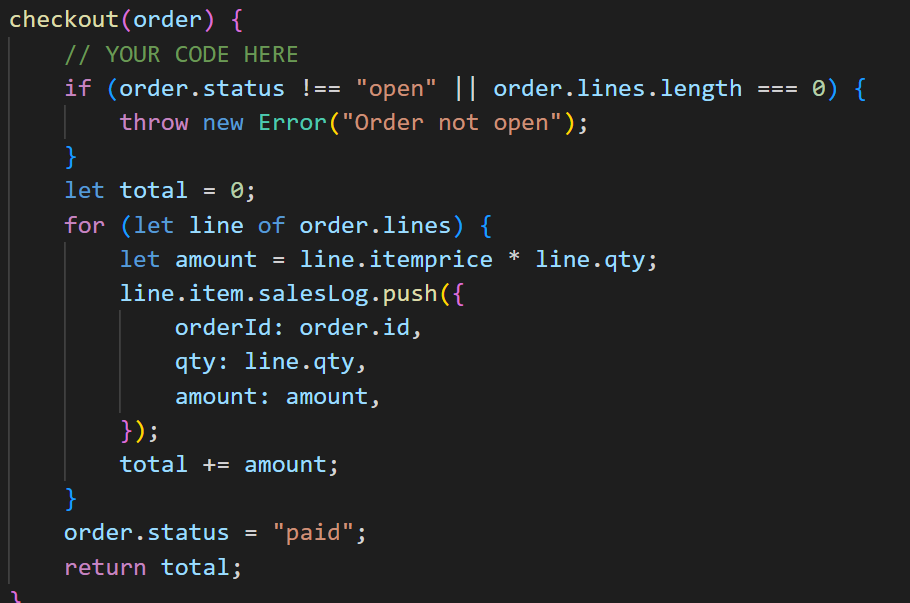 checkout(order) {
    // YOUR CODE HERE
    if (order.status !== "open" || order.lines.length === 0) {
        throw new Error("Order not open");
    }
    let total = 0;
    for (let line of order.lines) {
        let amount = line.itemprice * line.qty;
        line.item.salesLog.push({
            orderId: order.id,
            qty: line.qty,
            amount: amount,
        });
        total += amount;
    }
    order.status = "paid";
    return total;
}